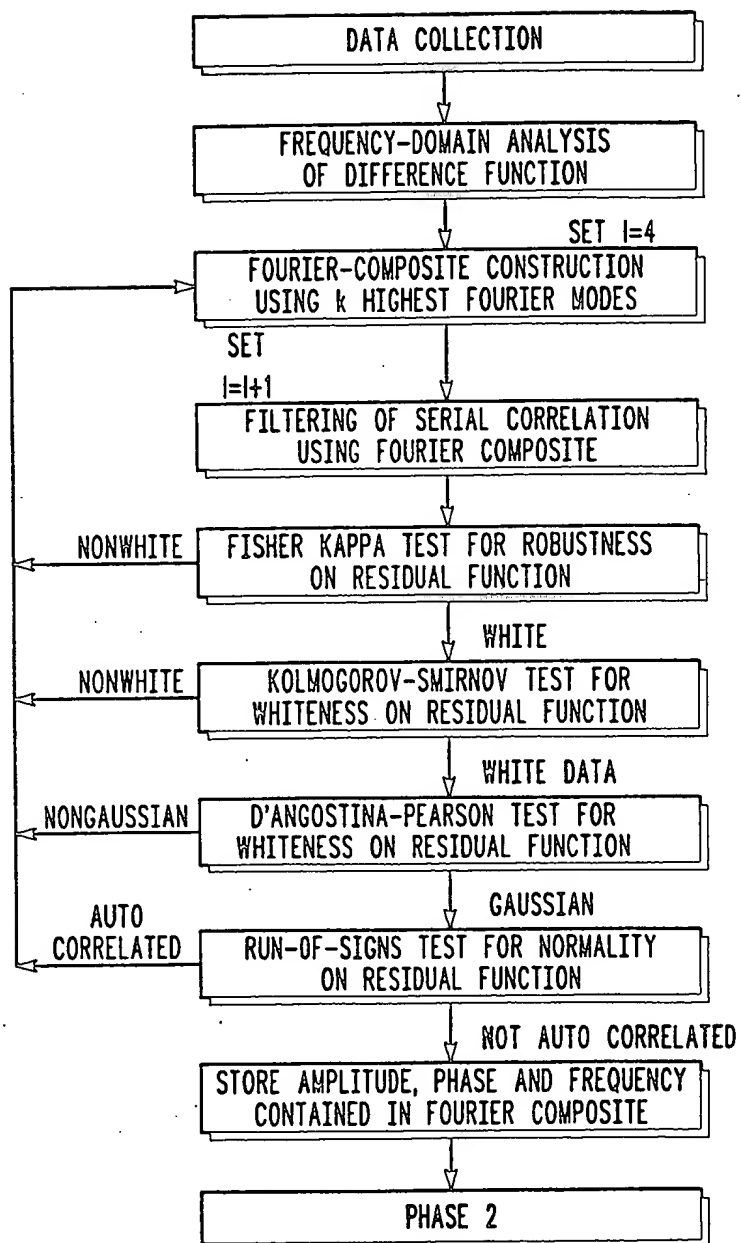 DATA COLLECTION
FREQUENCY-DOMAIN ANALYSIS
OF DIFFERENCE FUNCTION
SET I=4
FOURIER-COMPOSITE CONSTRUCTION
USING k HIGHEST FOURIER MODES
SET
I=I+1
FILTERING OF SERIAL CORRELATION
USING FOURIER COMPOSITE
NONWHITE
FISHER KAPPA TEST FOR ROBUSTNESS
ON RESIDUAL FUNCTION
WHITE
NONWHITE
KOLMOGOROV-SMIRNOV TEST FOR
WHITENESS ON RESIDUAL FUNCTION
WHITE DATA
NONGAUSSIAN
D'ANGOSTINA-PEARSON TEST FOR
WHITENESS ON RESIDUAL FUNCTION
GAUSSIAN
AUTO
CORRELATED
RUN-OF-SIGNS TEST FOR NORMALITY
ON RESIDUAL FUNCTION
NOT AUTO CORRELATED
STORE AMPLITUDE, PHASE AND FREQUENCY
CONTAINED IN FOURIER COMPOSITE
PHASE 2